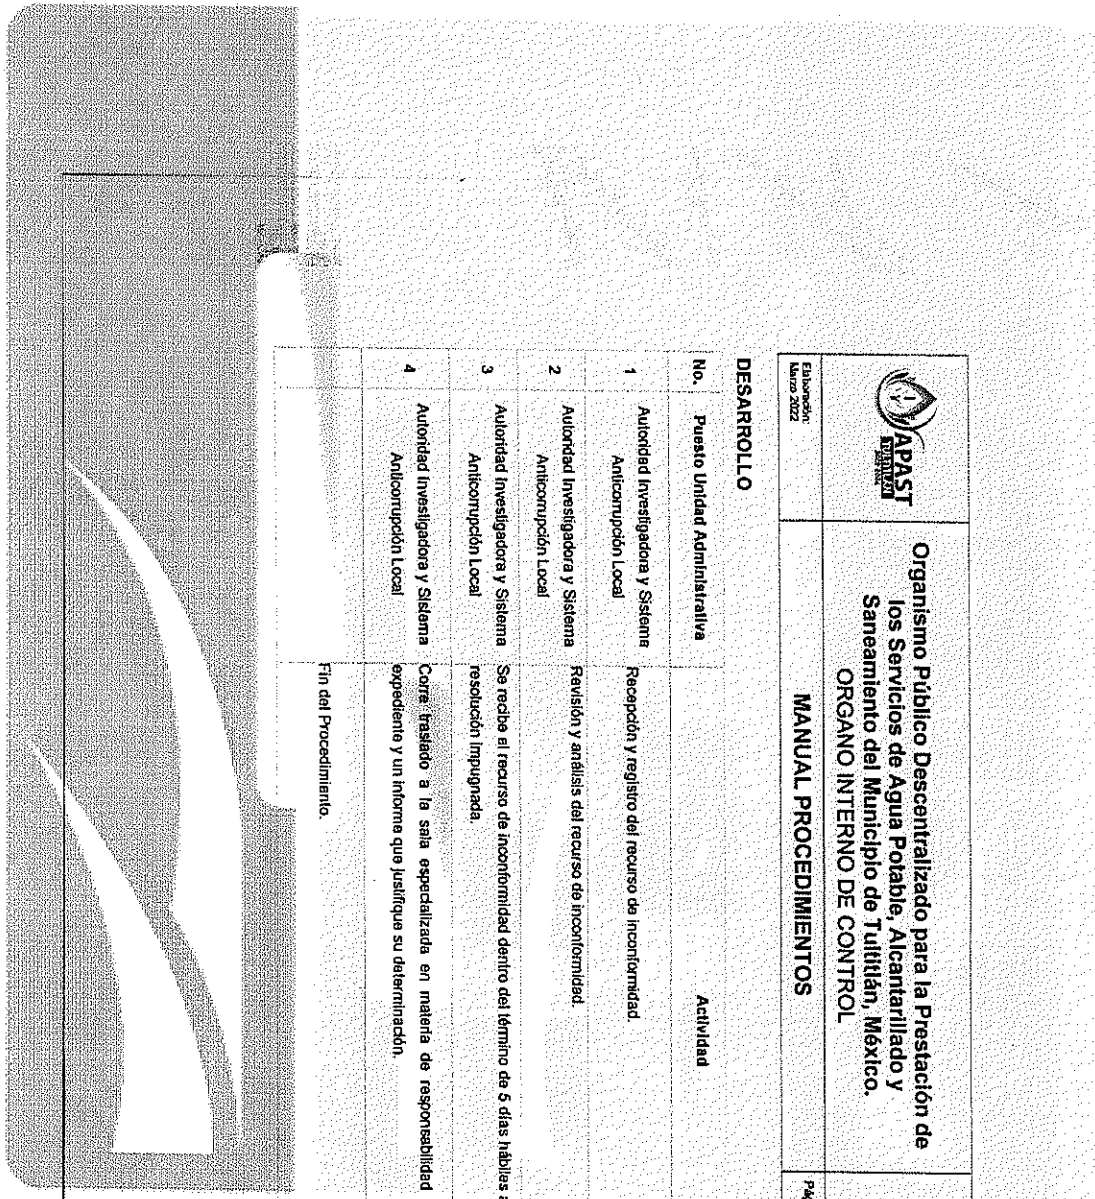 APAST
TULTITLÁN
Organismo Público Descentralizado para la Prestación de
los Servicios de Agua Potable, Alcantarillado y
Saneamiento del Municipio de Tultitlán, México.
ORGANO INTERNO DE CONTROL
Elaboración:
Marzo 2022
MANUAL PROCEDIMIENTOS
DESARROLLO
No. Puesto Unidad Administrativa Actividad
1 Autoridad Investigadora y Sistema
Anticorrupción Local
Recepción y registro del recurso de inconformidad.
2 Autoridad Investigadora y Sistema
Anticorrupción Local
Revisión y análisis del recurso de inconformidad.
3 Autoridad Investigadora y Sistema
Anticorrupción Local
Se recibe el recurso de inconformidad dentro del término de 5 días hábiles
resolución impugnada.
4 Autoridad Investigadora y Sistema
Anticorrupción Local
Corre traslado a la sala especializada en materia de responsabilidad
expediente y un informe que justifique su determinación.
Fin del Procedimiento.